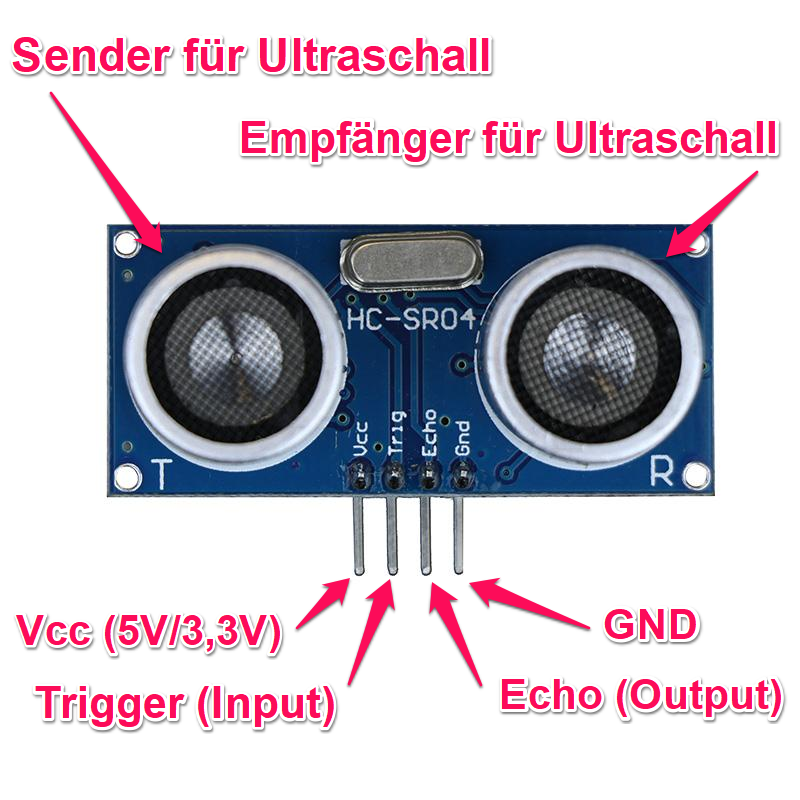 Sender für Ultraschall
Empfänger für Ultraschall
HC-SR04
Vcc
Trig
Echo
Gnd
T
R
Vcc (5V/3,3V)
GND
Trigger (Input)
Echo (Output)